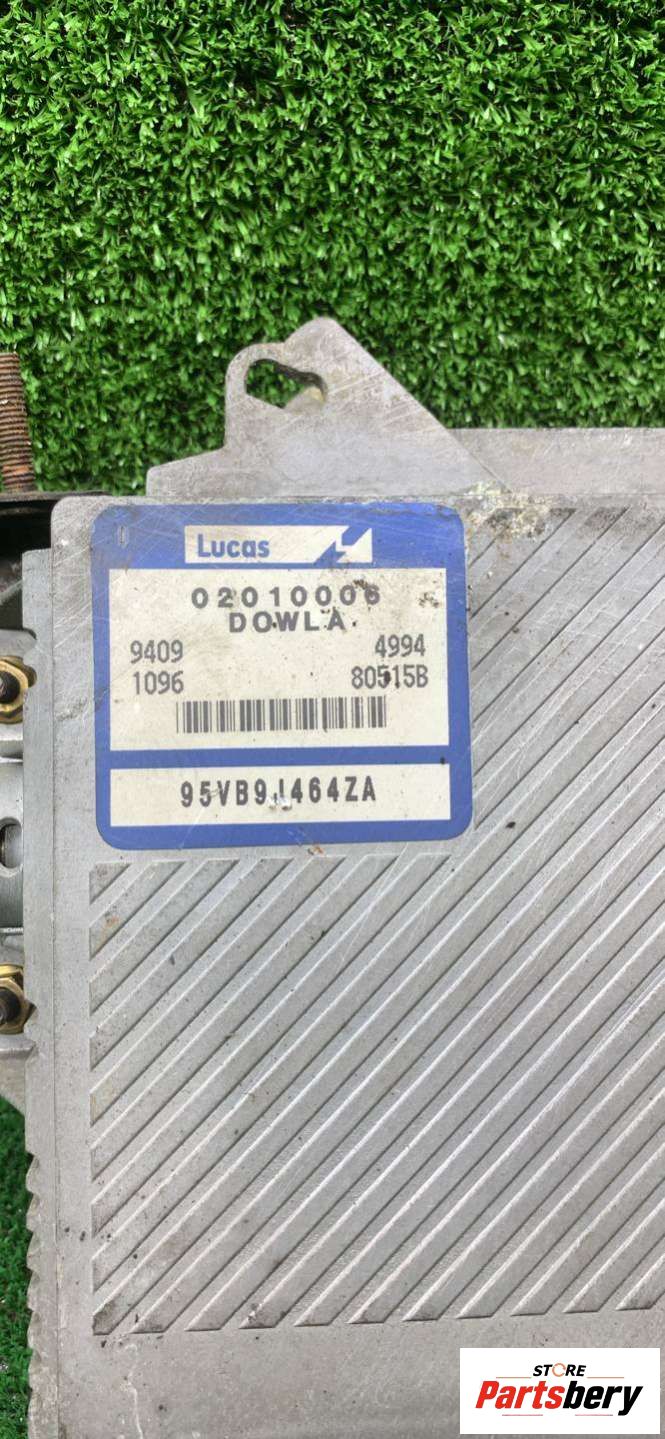 Lucas
02010006
DOWLA
9409 4994
1096 80515B
95VB9J464ZA
STORE
Partsbery